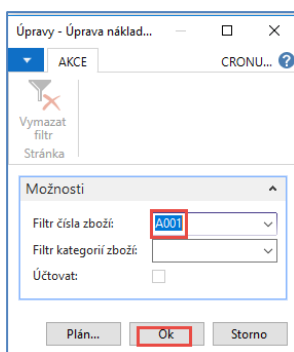 Úpravy - Úprava náklad...
AKCE
CRONU...
Vymazat
filtr
Stránka
Možnosti
Filtr čísla zboží:
A001
Filtr kategorií zboží:
Účtovat:
Plán...
Ok
Storno